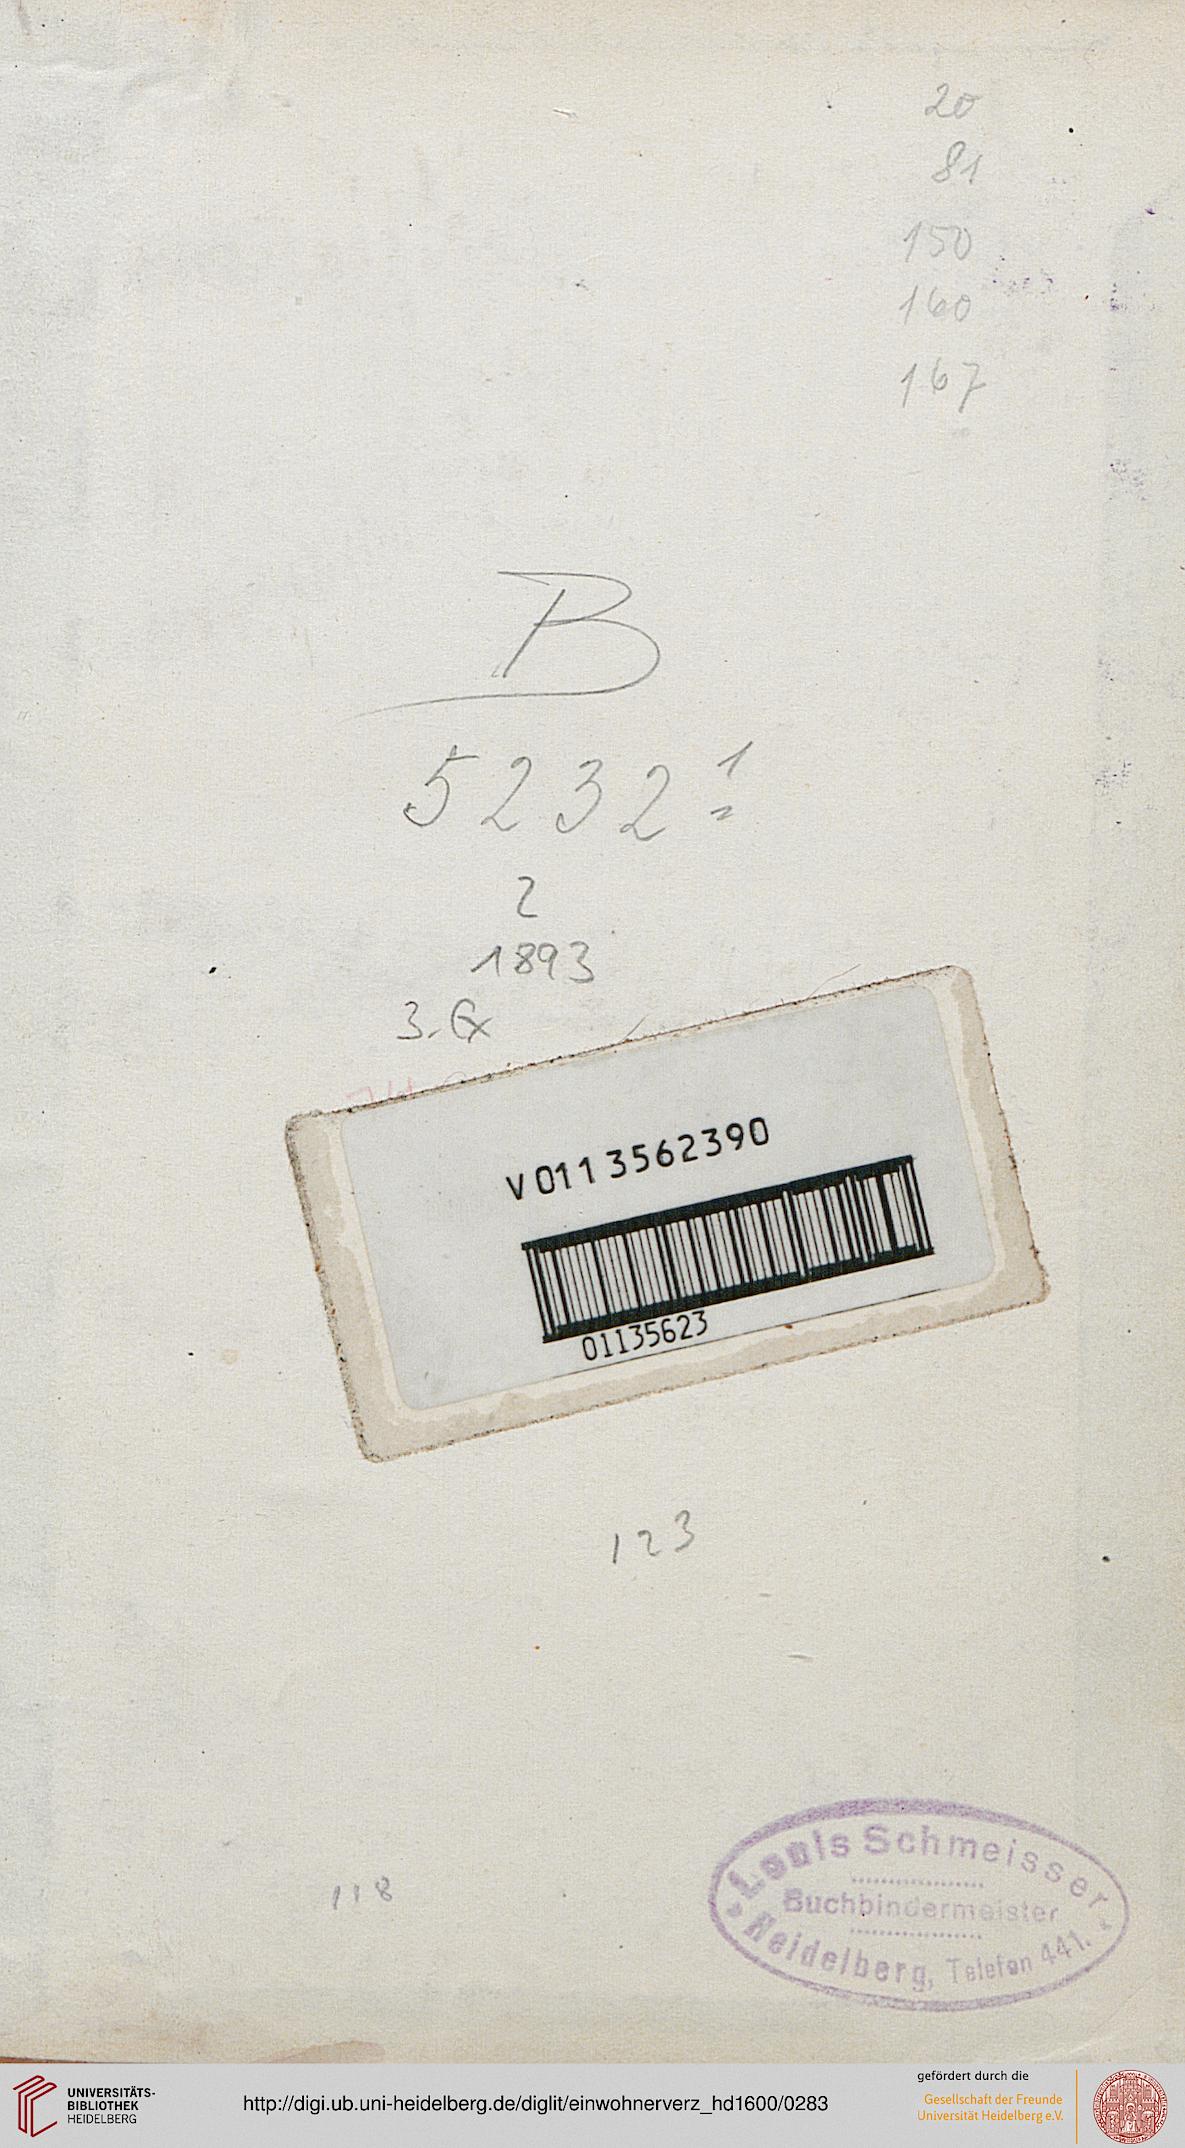 20
81
150
160
167
B
5232 1
2
1893
3. Ex
V0113562390
01135623
123
118
Louis Schmeisser
Buchbindermeister
Heidelberg, Telefon 441.
UNIVERSITÄTS-
BIBLIOTHEK
HEIDELBERG
http://digi.ub.uni-heidelberg.de/diglit/einwohnerverz_hd1600/0283
gefördert durch die
Gesellschaft der Freunde
Universität Heidelberg e.V.